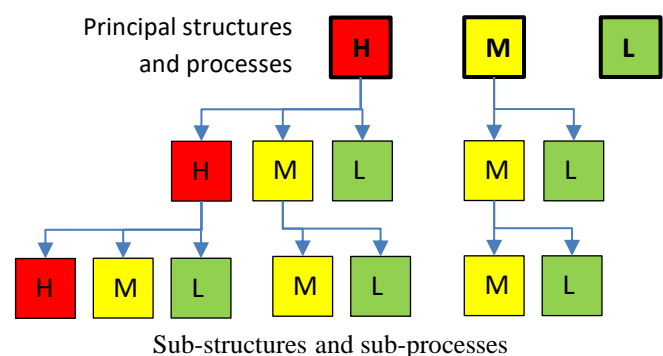 Principal structures H M L
and processes
H M L M L
H M L M L M L
Sub-structures and sub-processes